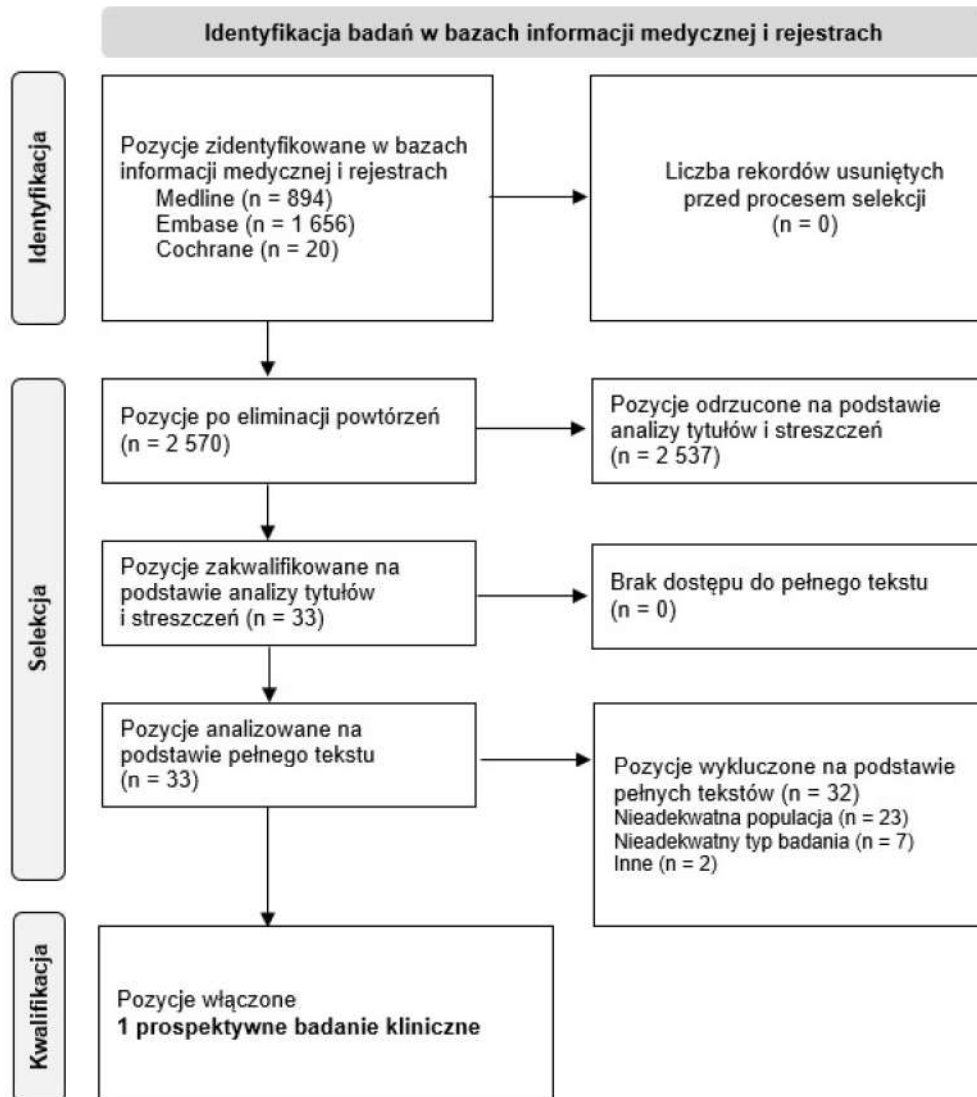 Identyfikacja badań w bazach informacji medycznej i rejestrach
Identyfikacja
Pozycje zidentyfikowane w bazach
informacji medycznej i rejestrach
Medline (n = 894)
Embase (n = 1 656)
Cochrane (n = 20)
Liczba rekordów usuniętych
przed procesem selekcji
(n = 0)
Selekcja
Pozycje po eliminacji powtórzeń
(n = 2 570)
Pozycje odrzucone na podstawie
analizy tytułów i streszczeń
(n = 2 537)
Pozycje zakwalifikowane na
podstawie analizy tytułów
i streszczeń (n = 33)
Brak dostępu do pełnego tekstu
(n = 0)
Pozycje analizowane na
podstawie pełnego tekstu
(n = 33)
Pozycje wykluczone na podstawie
pełnych tekstów (n = 32)
Nieadekwatna populacja (n = 23)
Nieadekwatny typ badania (n = 7)
Inne (n = 2)
Kwalifikacja
Pozycje włączone
1 prospektywne badanie kliniczne